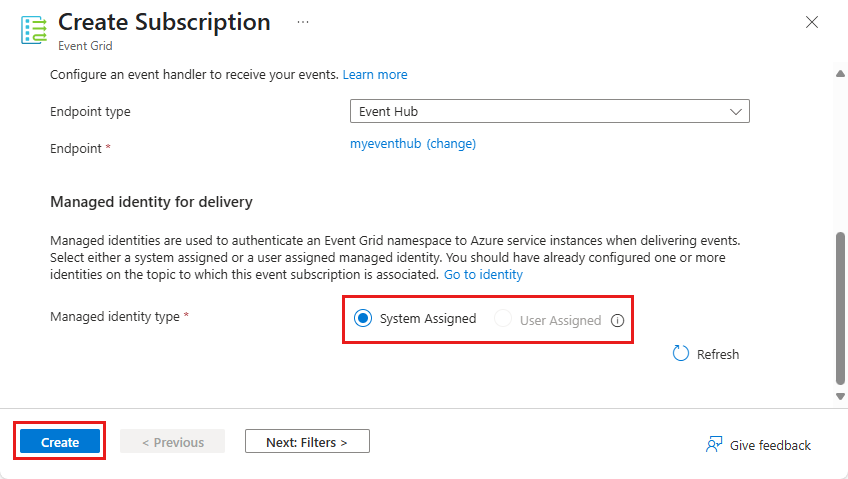 Create Subscription ...
Event Grid
Configure an event handler to receive your events. Learn more
Endpoint type Event Hub
Endpoint * myeventhub (change)
Managed identity for delivery
Managed identities are used to authenticate an Event Grid namespace to Azure service instances when delivering events.
Select either a system assigned or a user assigned managed identity. You should have already configured one or more
identities on the topic to which this event subscription is associated. Go to identity
Managed identity type * System Assigned User Assigned
Refresh
Create < Previous Next: Filters > Give feedback